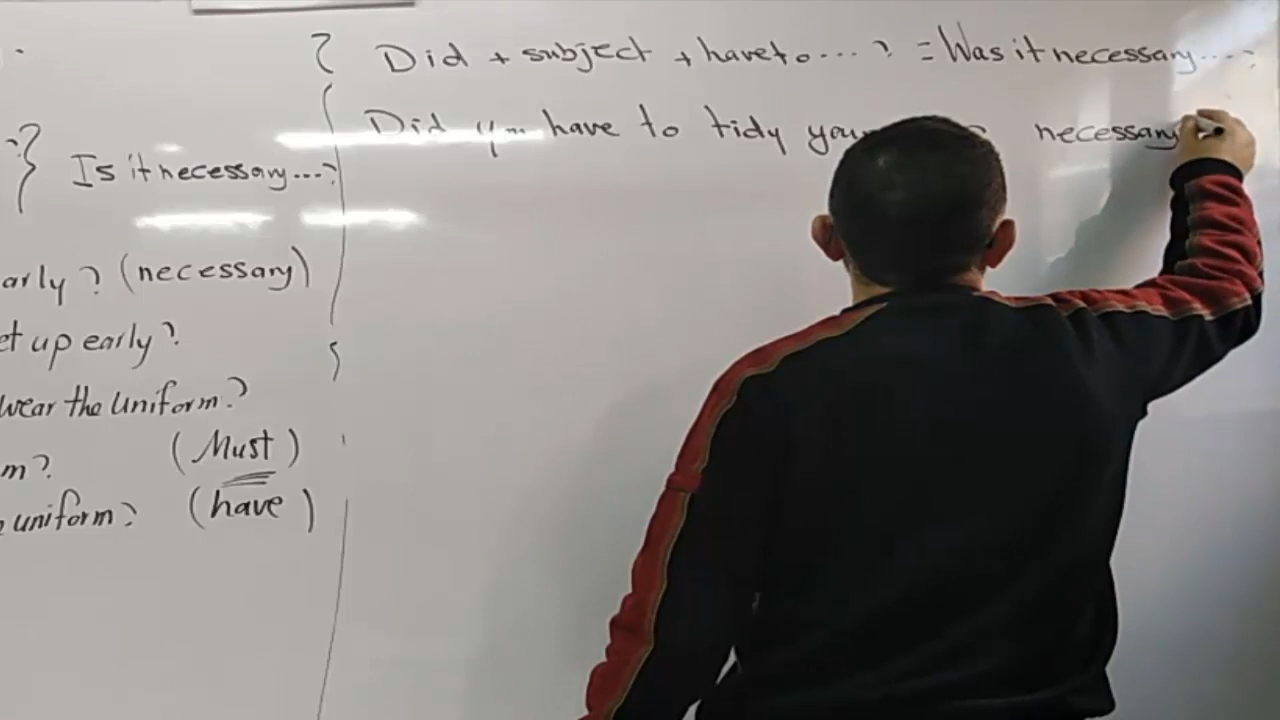 Did + subject + have to....? = Was it necessary....?
Did you have to tidy your necessary
Is it necessary....?
arly? (necessary)
et up early?
wear the uniform?
m? (Must)
uniform? (have)